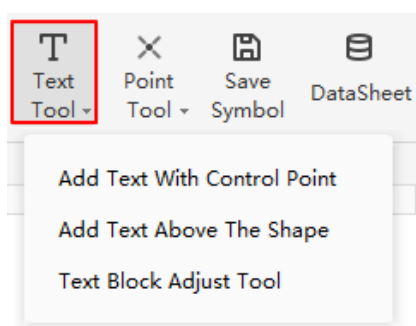 Text Tool
Point Tool
Save Symbol
DataSheet
Add Text With Control Point
Add Text Above The Shape
Text Block Adjust Tool